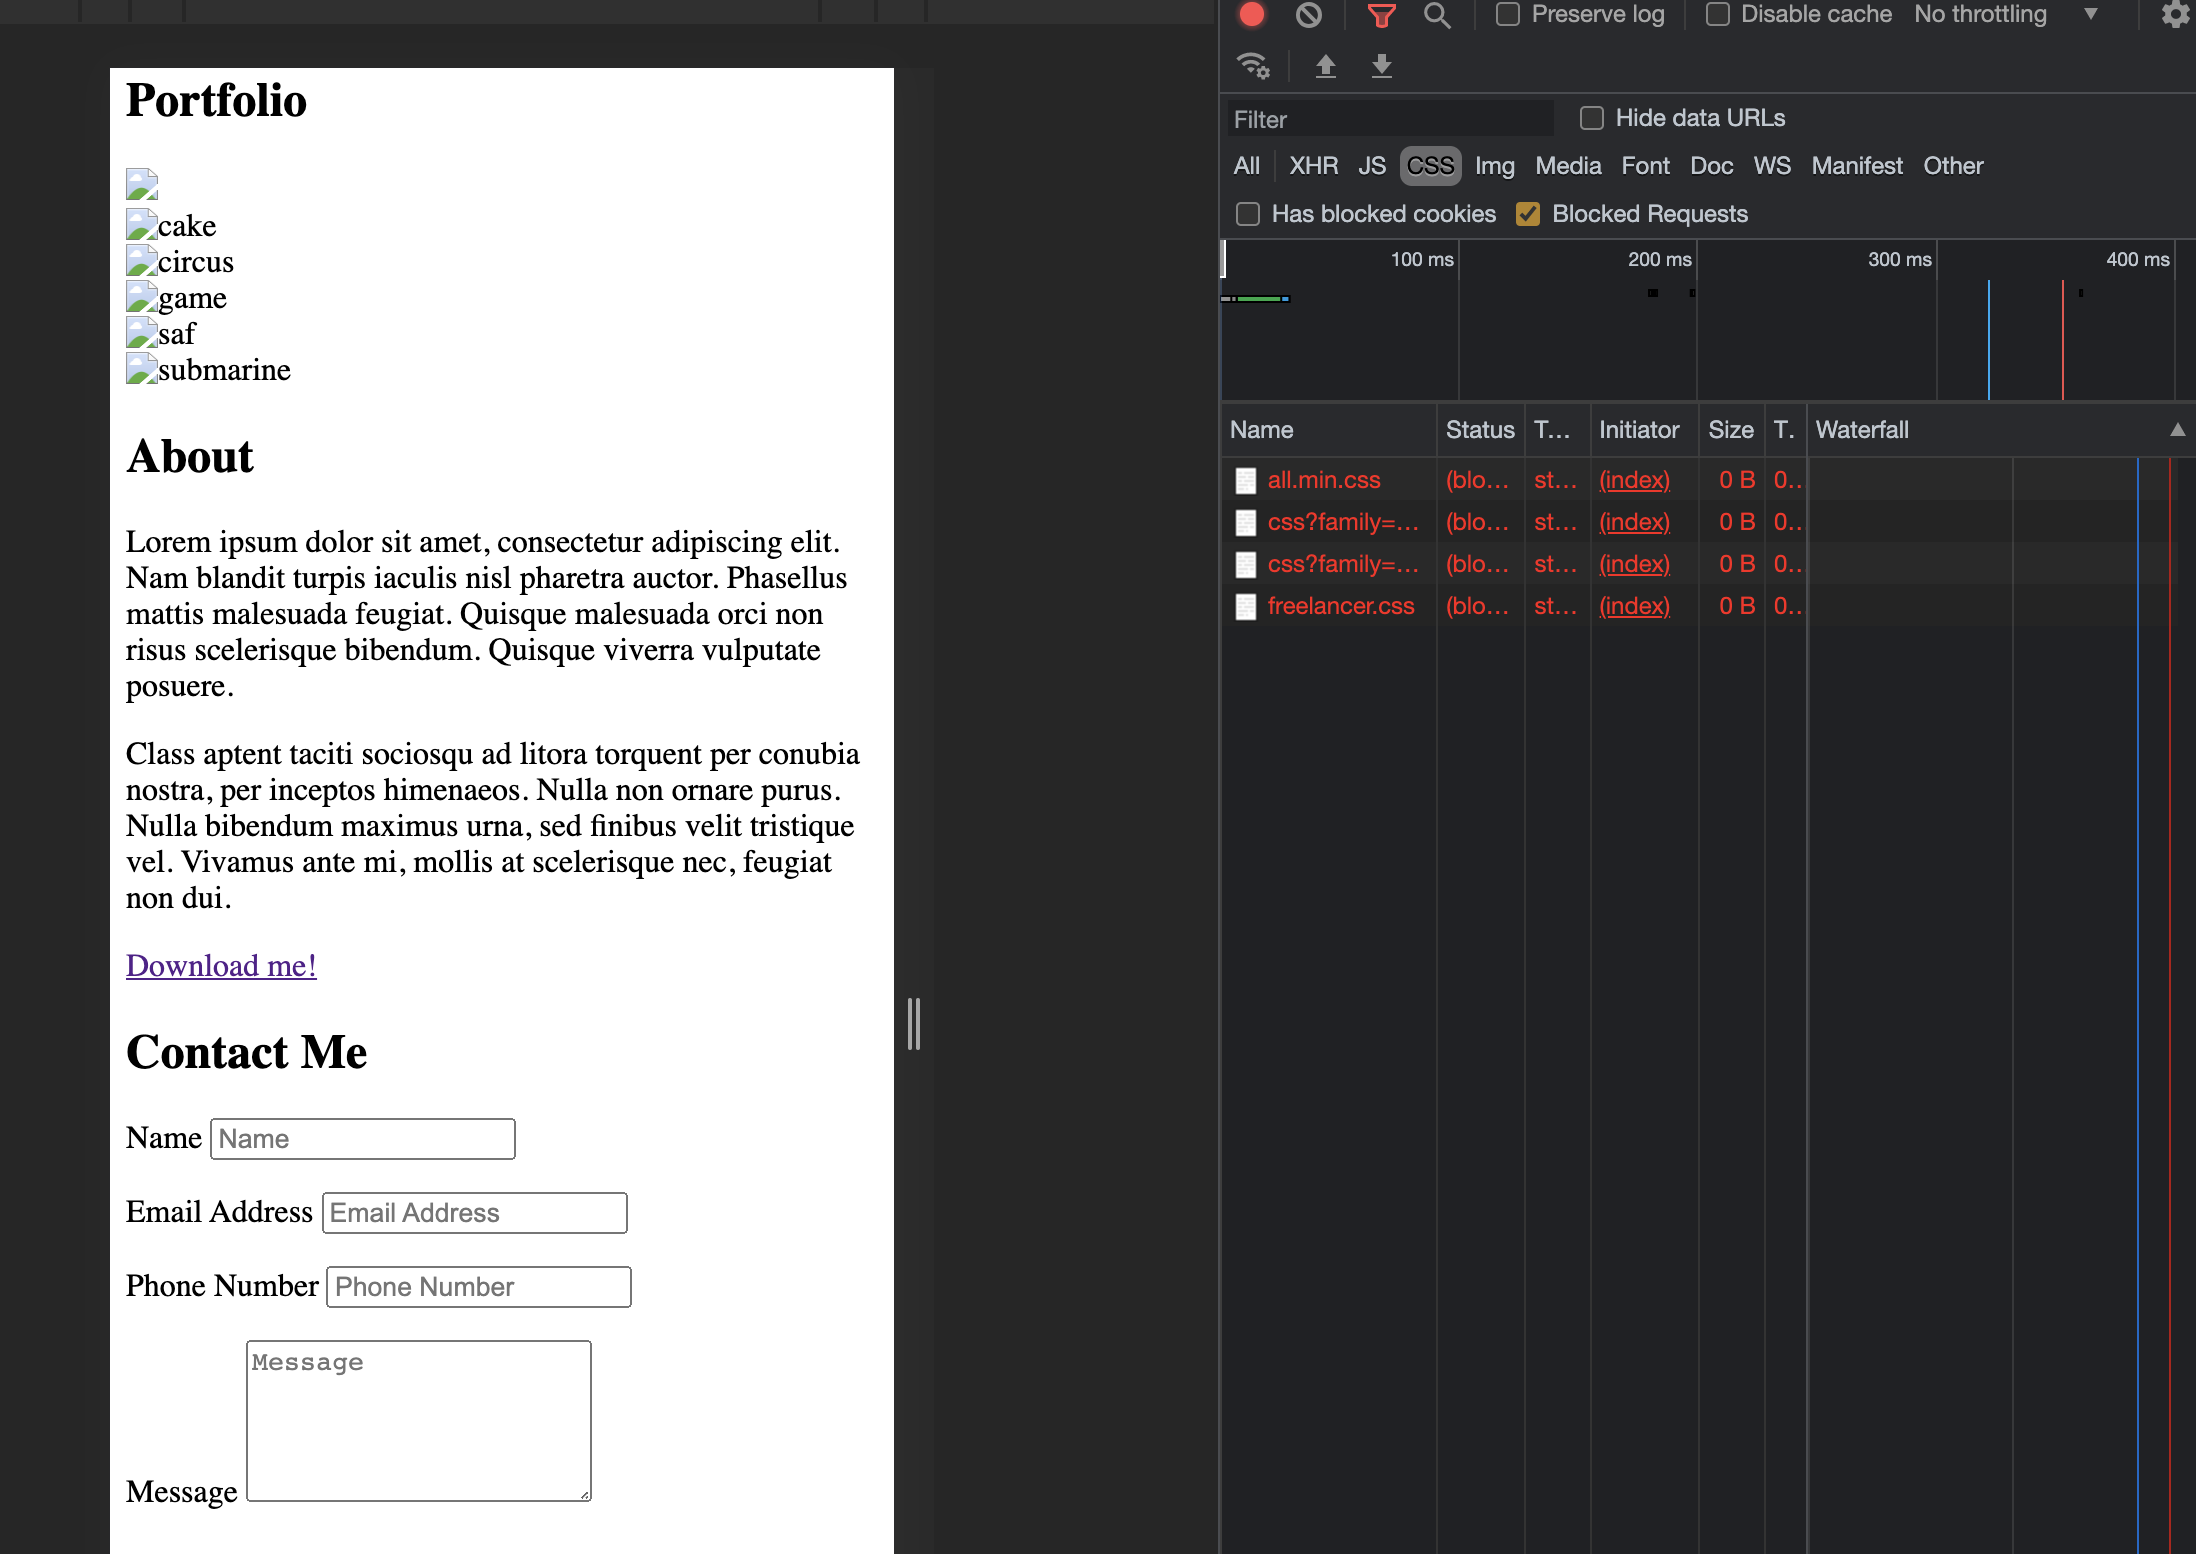 Portfolio
cake
circus
game
saf
submarine
About
Lorem ipsum dolor sit amet, consectetur adipiscing elit.
Nam blandit turpis iaculis nisl pharetra auctor. Phasellus
mattis malesuada feugiat. Quisque malesuada orci non
risus scelerisque bibendum. Quisque viverra vulputate
posuere.
Class aptent taciti sociosqu ad litora torquent per conubia
nostra, per inceptos himenaeos. Nulla non ornare purus.
Nulla bibendum maximus urna, sed finibus velit tristique
vel. Vivamus ante mi, mollis at scelerisque nec, feugiat
non dui.
Download me!
Contact Me
Name Name
Email Address Email Address
Phone Number Phone Number
Message Message
Preserve log Disable cache No throttling
Filter Hide data URLs
All XHR JS CSS Img Media Font Doc WS Manifest Other
Has blocked cookies Blocked Requests
100 ms 200 ms 300 ms 400 ms
Name Status T... Initiator Size T. Waterfall
all.min.css (blo... st... (index) 0 B 0..
css?family=... (blo... st... (index) 0 B 0..
css?family=... (blo... st... (index) 0 B 0..
freelancer.css (blo... st... (index) 0 B 0..